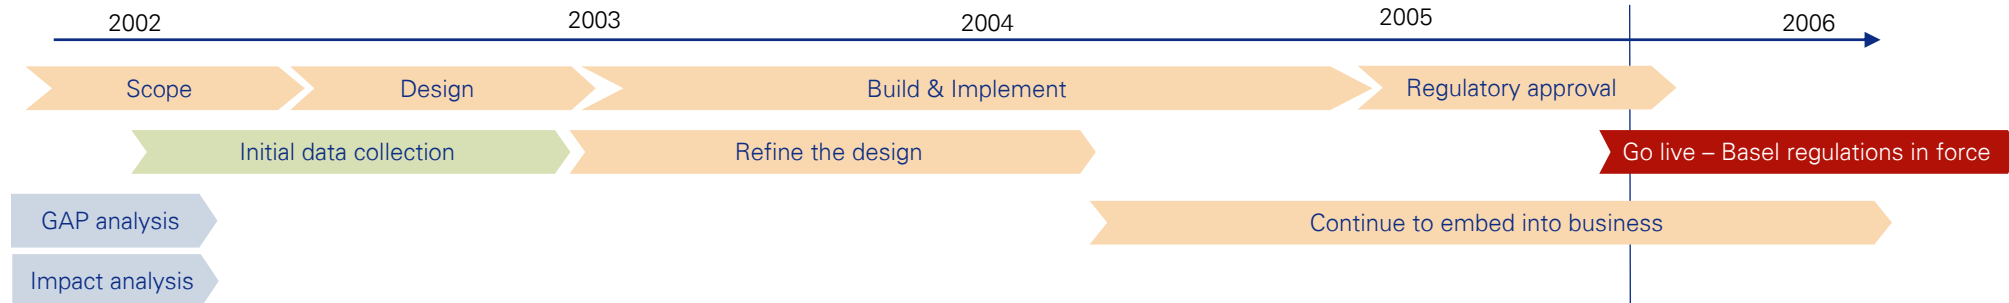 2002
2003
2004
2005
2006
Scope
Design
Build & Implement
Regulatory approval
Initial data collection
Refine the design
Go live – Basel regulations in force
GAP analysis
Continue to embed into business
Impact analysis